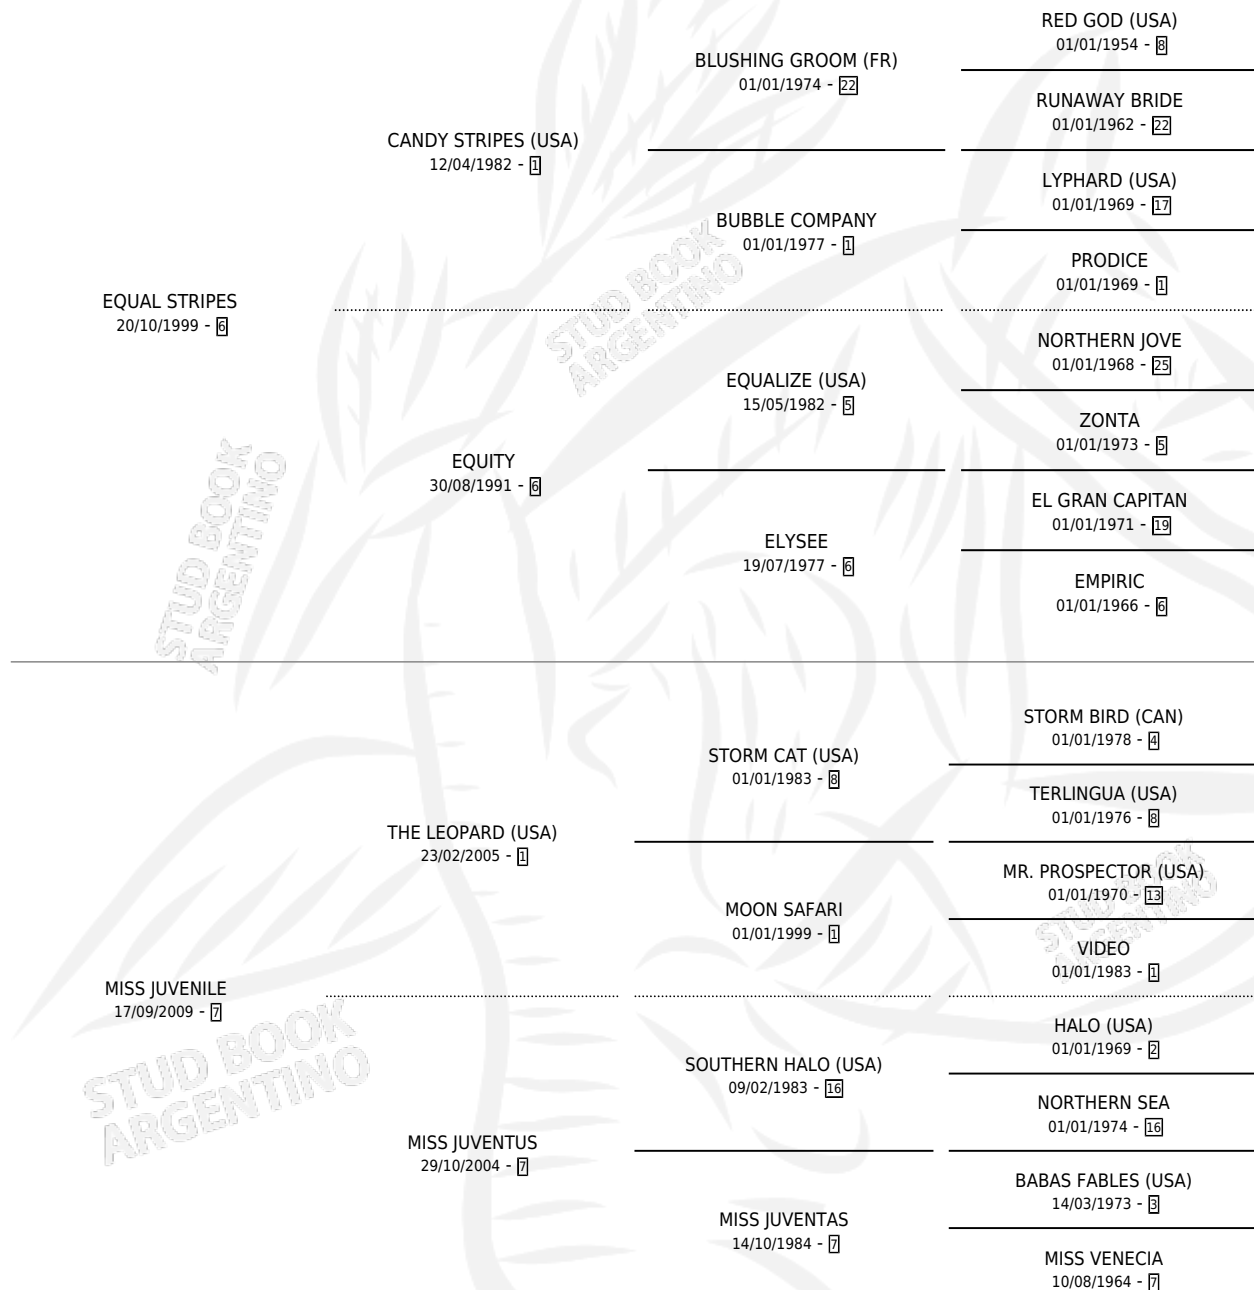 RED GOD (USA)
01/01/1954 - 8
BLUSHING GROOM (FR)
01/01/1974 - 22
RUNAWAY BRIDE
01/01/1962 - 22
CANDY STRIPES (USA)
12/04/1982 - 1
LYPHARD (USA)
01/01/1969 - 17
BUBBLE COMPANY
01/01/1977 - 1
PRODICE
01/01/1969 - 1
EQUAL STRIPES
20/10/1999 - 6
NORTHERN JOVE
01/01/1968 - 25
EQUALIZE (USA)
15/05/1982 - 5
ZONTA
01/01/1973 - 5
EQUITY
30/08/1991 - 6
EL GRAN CAPITAN
01/01/1971 - 19
ELYSEE
19/07/1977 - 6
EMPIRIC
01/01/1966 - 6
STORM BIRD (CAN)
01/01/1978 - 4
STORM CAT (USA)
01/01/1983 - 8
TERLINGUA (USA)
01/01/1976 - 8
THE LEOPARD (USA)
23/02/2005 - 1
MR. PROSPECTOR (USA)
01/01/1970 - 13
MOON SAFARI
01/01/1999 - 1
VIDEO
01/01/1983 - 1
MISS JUVENILE
17/09/2009 - 7
HALO (USA)
01/01/1969 - 2
SOUTHERN HALO (USA)
09/02/1983 - 16
NORTHERN SEA
01/01/1974 - 16
MISS JUVENTUS
29/10/2004 - 7
BABAS FABLES (USA)
14/03/1973 - 3
MISS JUVENTAS
14/10/1984 - 7
MISS VENECIA
10/08/1964 - 7
STUD BOOK
ARGENTINO
STUD BOOK
ARGENTINO
STUD BOOK
ARGENTINO
STUD BOOK
ARGENTINO